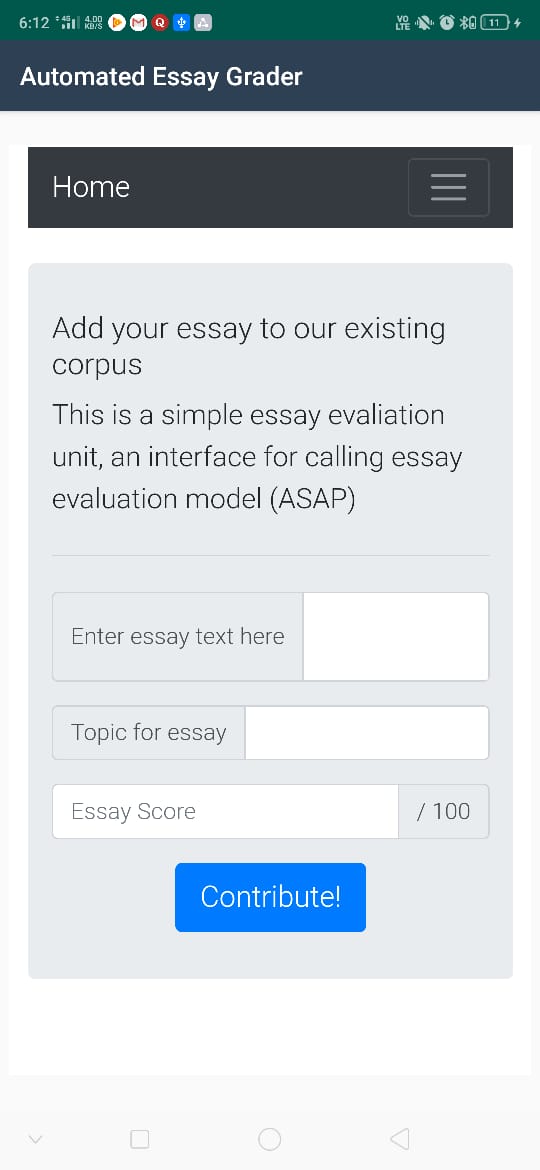 6:12 4G 4.00 KB/S M Q A VO LTE 11
Automated Essay Grader
Home
Add your essay to our existing
corpus
This is a simple essay evaliation
unit, an interface for calling essay
evaluation model (ASAP)
Enter essay text here
Topic for essay
Essay Score / 100
Contribute!